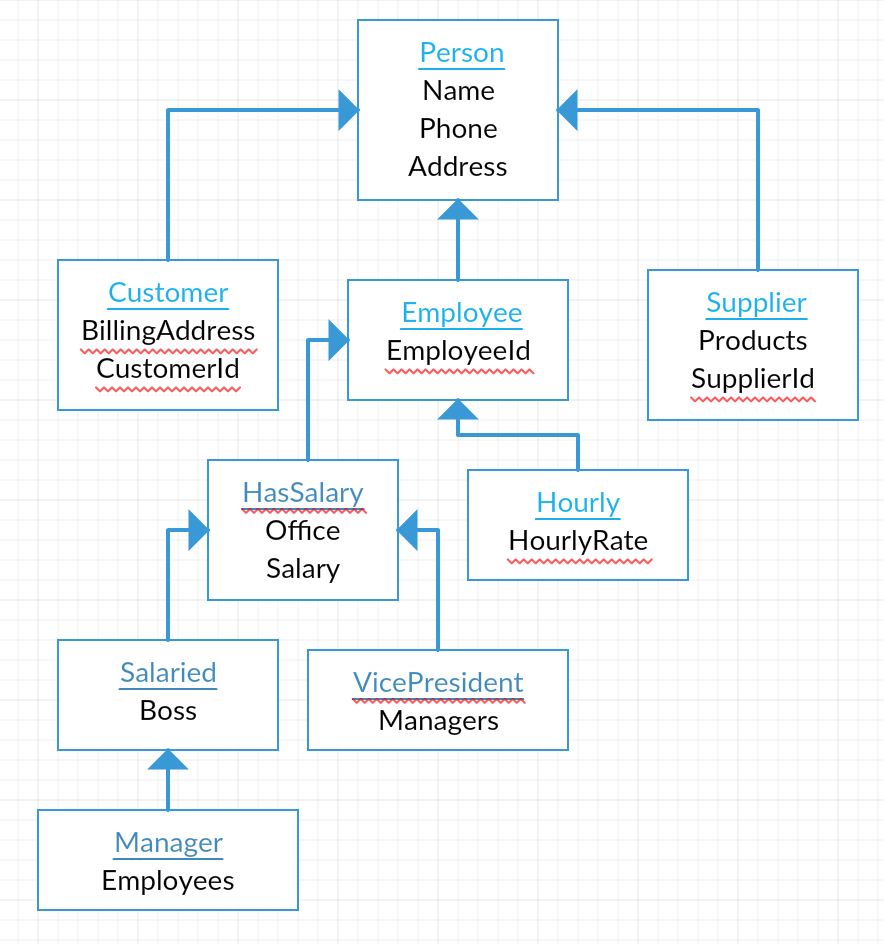 Person
Name
Phone
Address
Customer
BillingAddress
CustomerId
Employee
EmployeeId
Supplier
Products
SupplierId
HasSalary
Office
Salary
Hourly
HourlyRate
Salaried
Boss
VicePresident
Managers
Manager
Employees